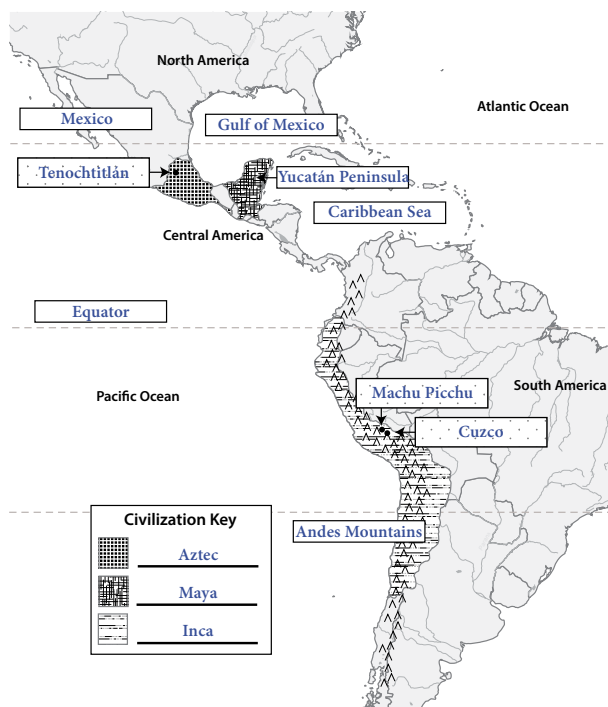 North America
Atlantic Ocean
Mexico
Gulf of Mexico
Tenochtitlán
Yucatán Peninsula
Caribbean Sea
Central America
Equator
Pacific Ocean
Machu Picchu
South America
Cuzco
Andes Mountains
Civilization Key
Aztec
Maya
Inca